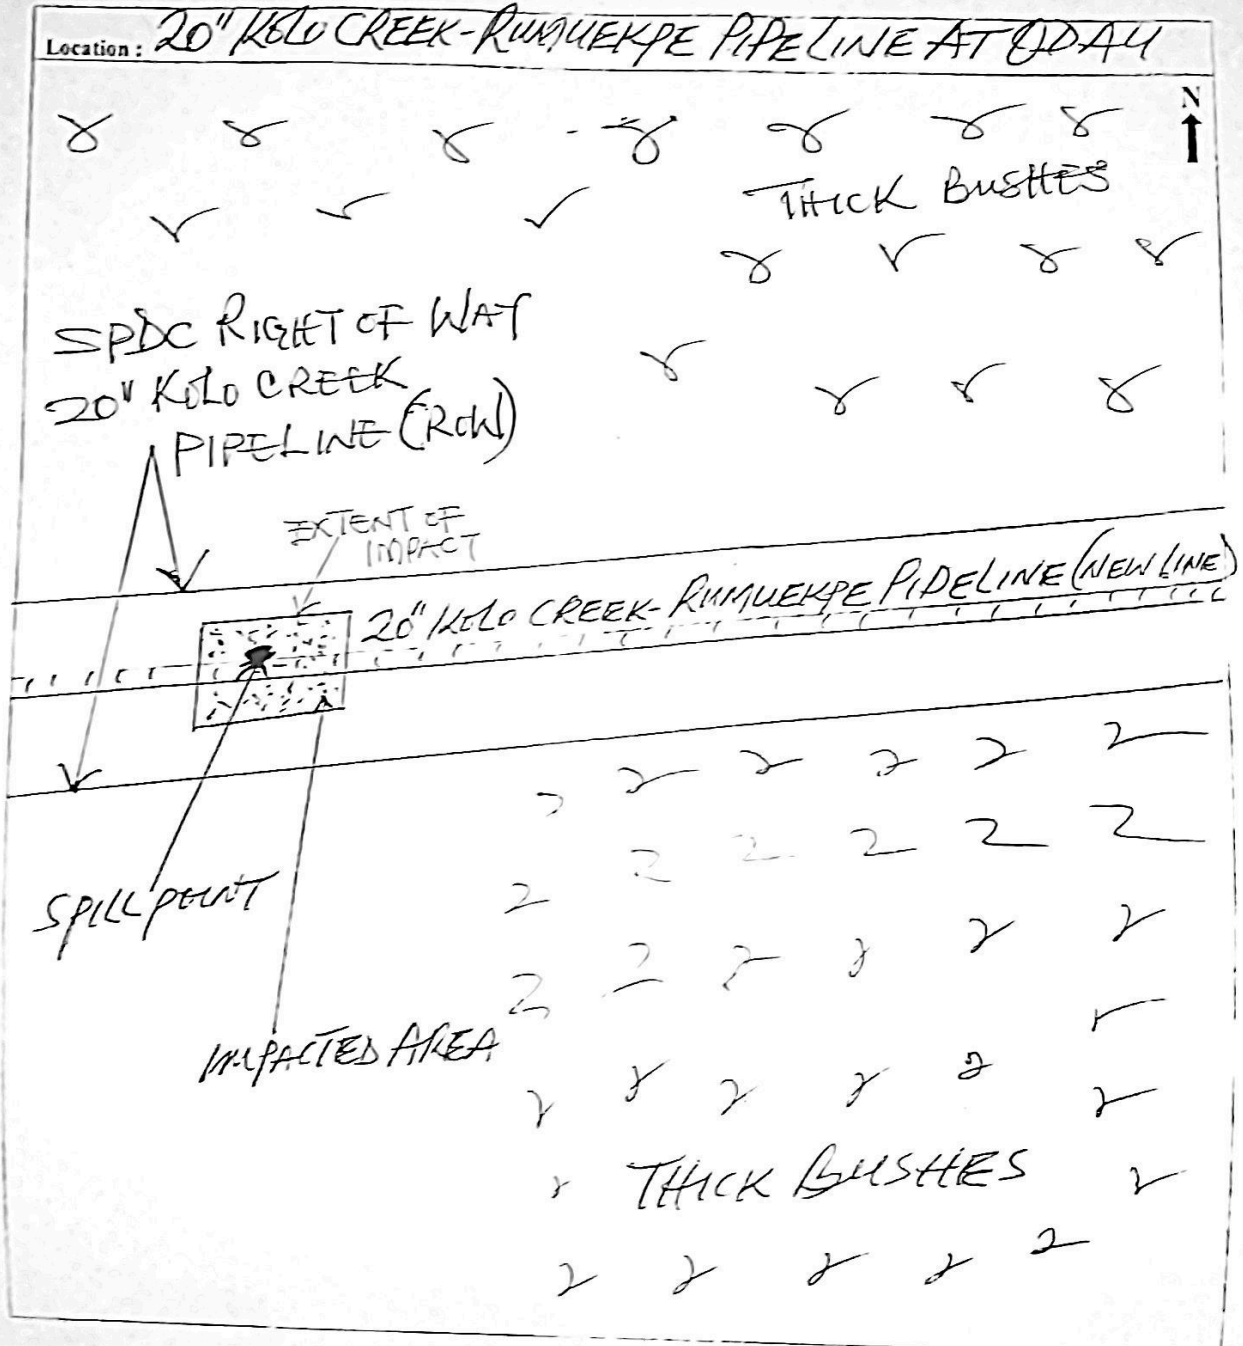 Location: 20" KOLO CREEK-RUMUEKPE PIPELINE AT ODAU
N
THICK BUSHES
SPDC RIGHT OF WAY
20" KOLO CREEK
PIPELINE (ROW)
EXTENT OF
IMPACT
20" KOLO CREEK-RUMUEKPE PIPELINE (NEW LINE)
SPILL POINT
IMPACTED AREA
THICK BUSHES